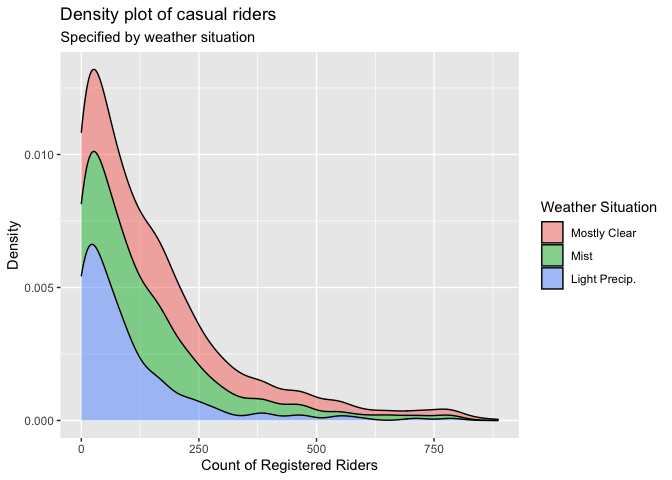 Density plot of casual riders
Specified by weather situation
Density
0.010
0.005
0.000
0
250
500
750
Count of Registered Riders
Weather Situation
Mostly Clear
Mist
Light Precip.